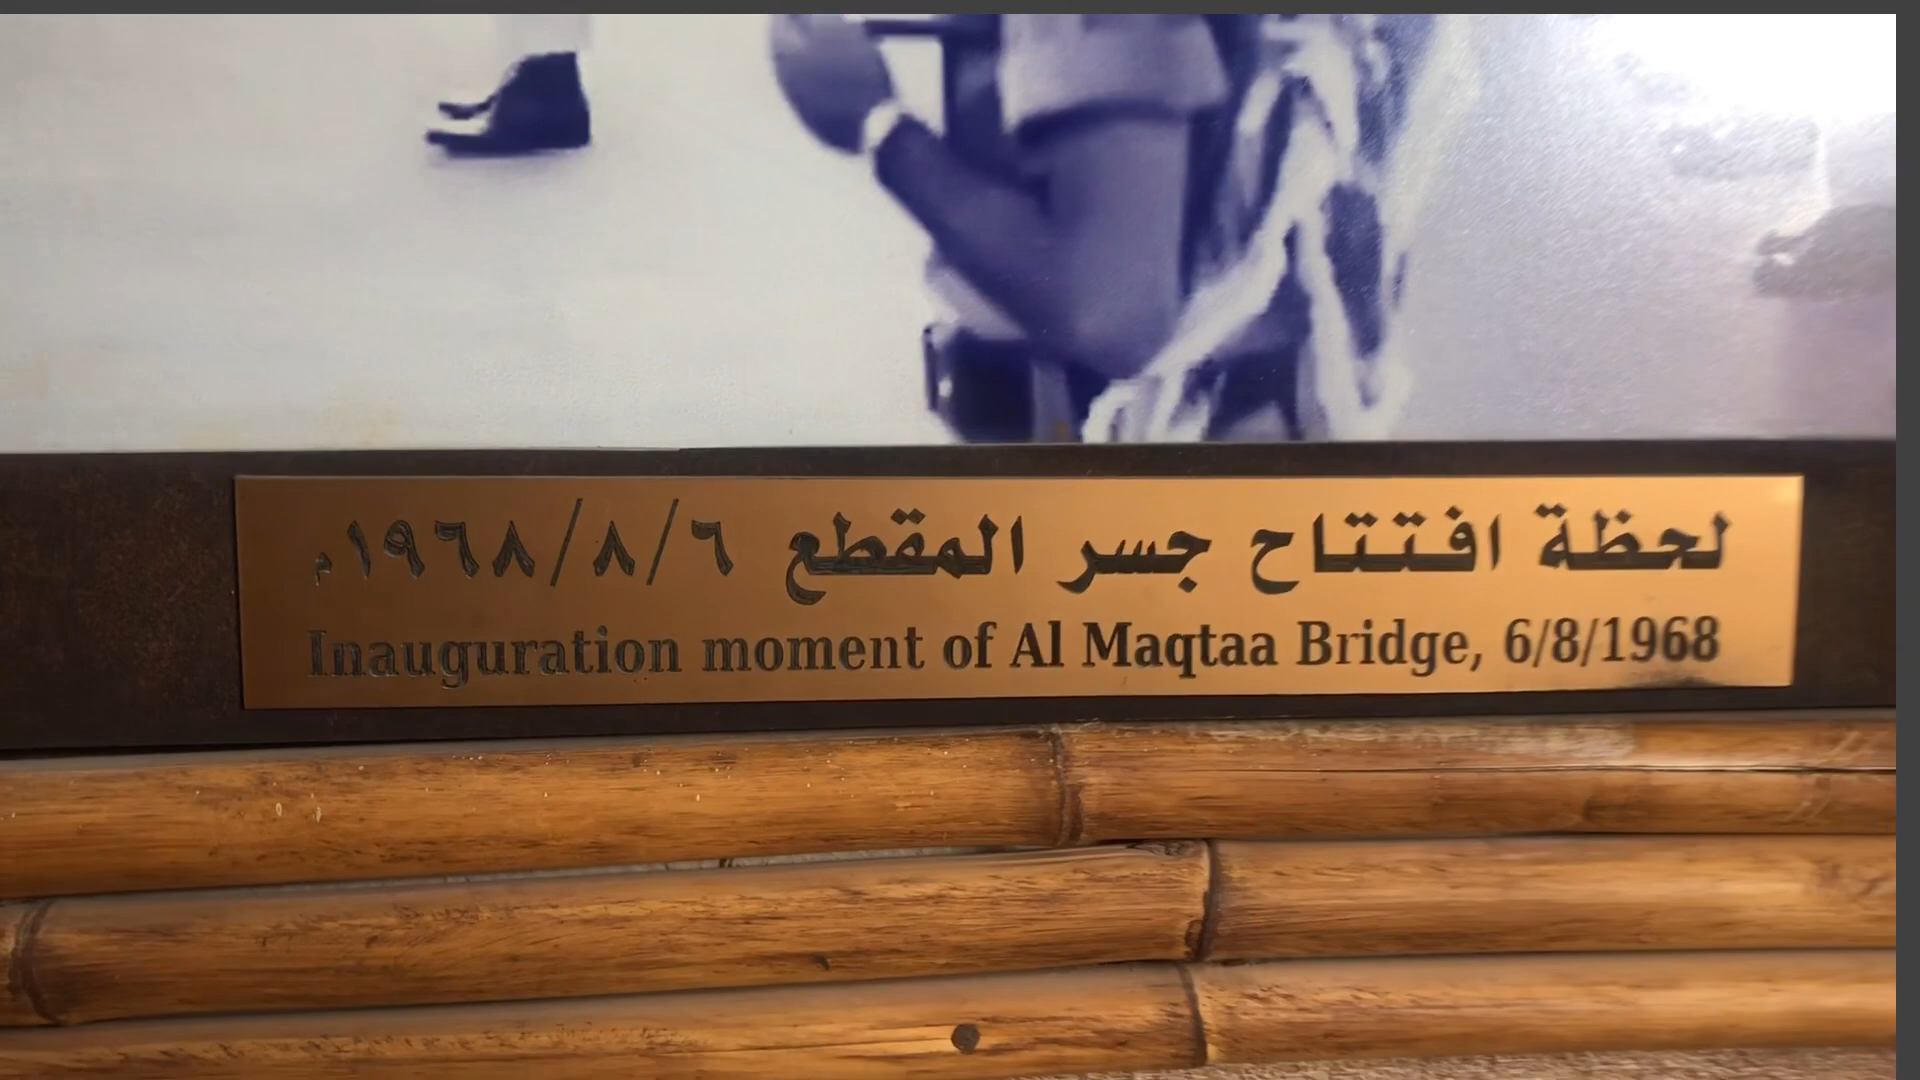 لحظة افتتاح جسر المقطع ٦/٨/١٩٦٨م
Inauguration moment of Al Maqtaa Bridge, 6/8/1968